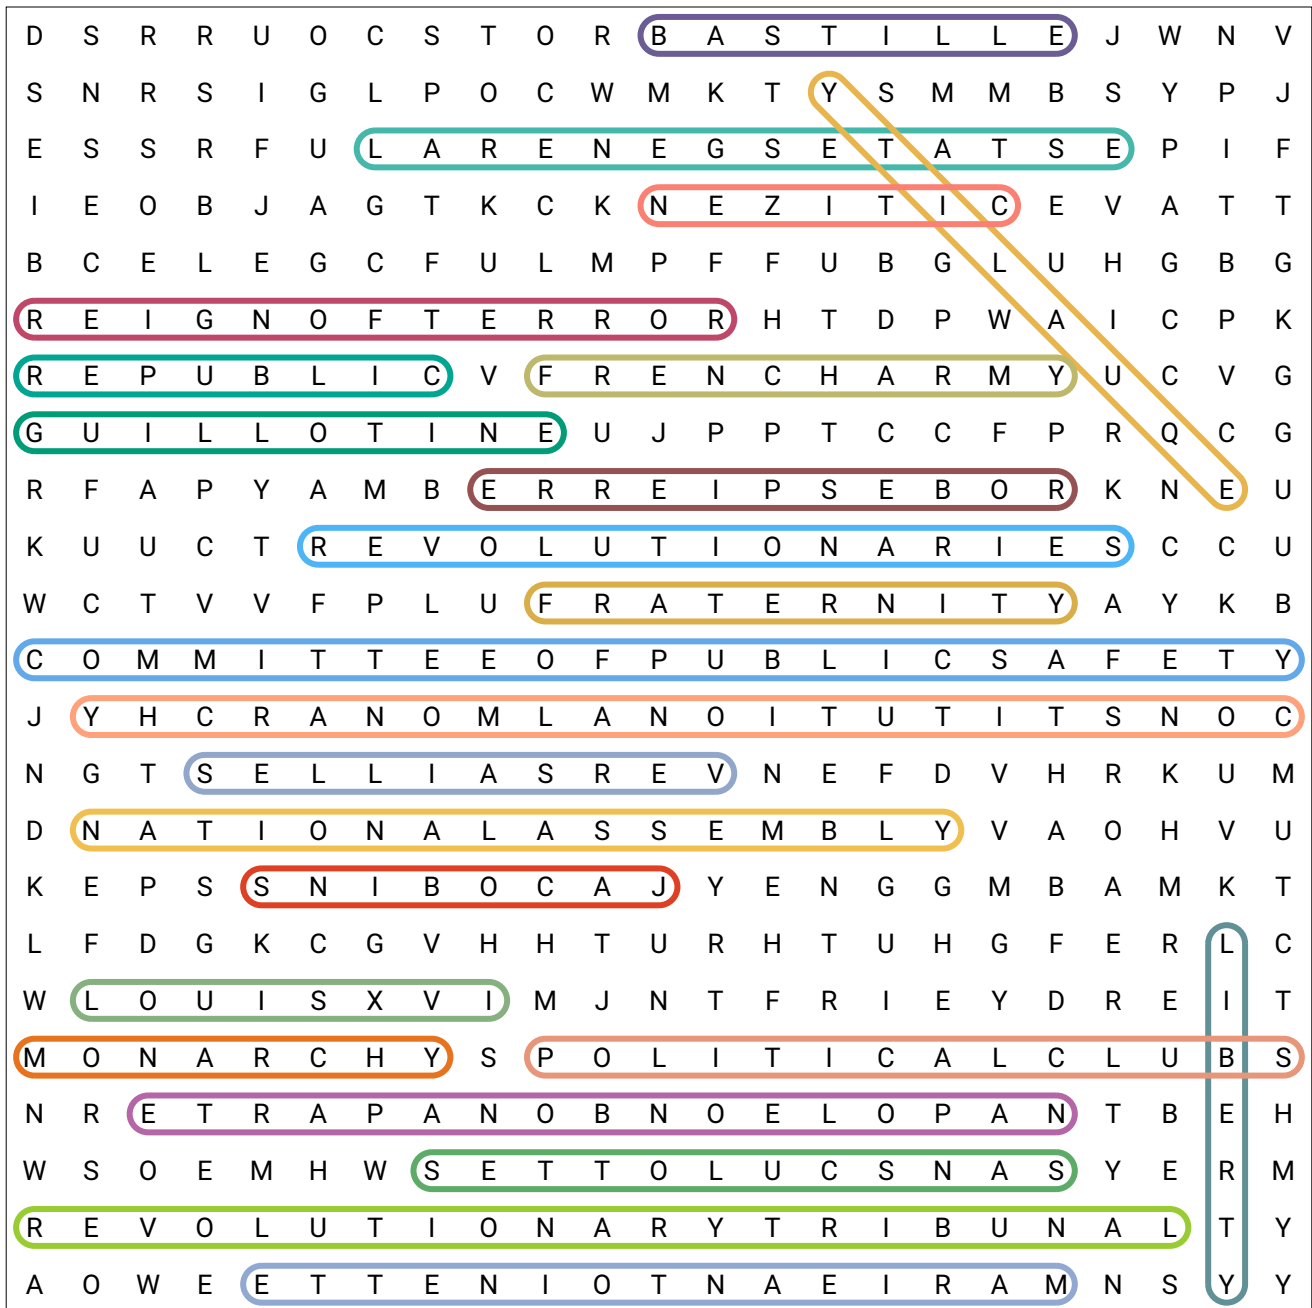 D S R R U O C S T O R B A S T I L L E J W N V
S N R S I G L P O C W M K T Y S M M B S Y P J
E S S R F U L A R E N E G S E T A T S E P I F
I E O B J A G T K C K N E Z I T I C E V A T T
B C E L E G C F U L M P F F U B G L U H G B G
R E I G N O F T E R R O R H T D P W A I C P K
R E P U B L I C V F R E N C H A R M Y U C V G
G U I L L O T I N E U J P P T C C F P R Q C G
R F A P Y A M B E R R E I P S E B O R K N E U
K U U C T R E V O L U T I O N A R I E S C C U
W C T V V F P L U F R A T E R N I T Y A Y K B
C O M M I T T E E O F P U B L I C S A F E T Y
J Y H C R A N O M L A N O I T U T I T S N O C
N G T S E L L I A S R E V N E F D V H R K U M
D N A T I O N A L A S S E M B L Y V A O H V U
K E P S S N I B O C A J Y E N G G M B A M K T
L F D G K C G V H H T U R H T U H G F E R L C
W L O U I S X V I M J N T F R I E Y D R E I T
M O N A R C H Y S P O L I T I C A L C L U B S
N R E T R A P A N O B N O E L O P A N T B E H
W S O E M H W S E T T O L U C S N A S Y E R M
R E V O L U T I O N A R Y T R I B U N A L T Y
A O W E E T T E N I O T N A E I R A M N S Y Y